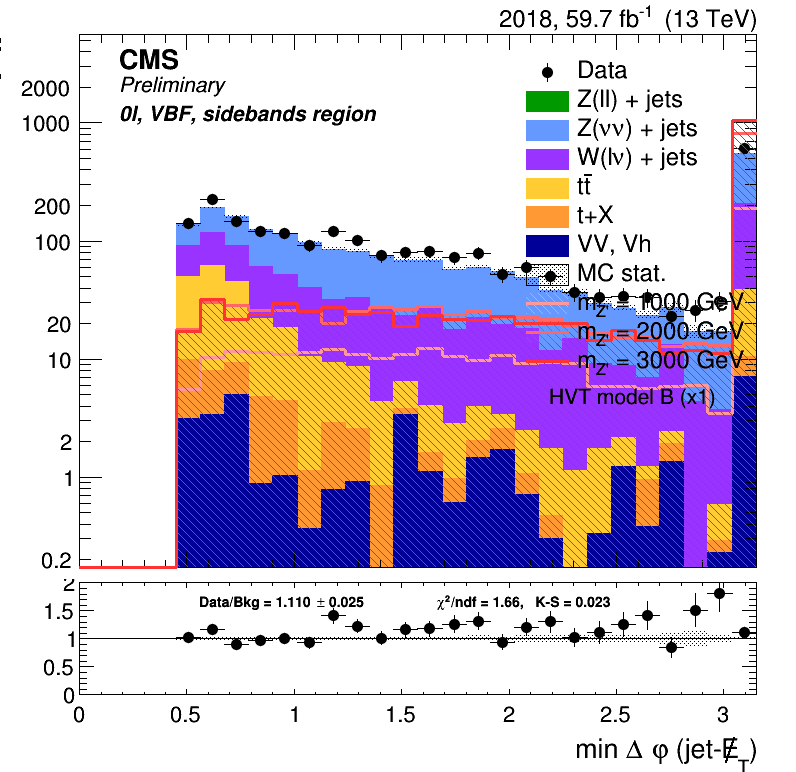 2018, 59.7 fb⁻¹ (13 TeV)
CMS
Preliminary
0l, VBF, sidebands region
Data
Z(ll) + jets
Z(νν) + jets
W(lν) + jets
tt̄
t+X
VV, Vh
MC stat.
m_Z' = 1000 GeV
m_Z' = 2000 GeV
m_Z' = 3000 GeV
HVT model B (x1)
2000
1000
200
100
20
10
2
1
0.2
Data/Bkg = 1.110 ± 0.025 χ²/ndf = 1.66, K-S = 0.023
2
1.5
1
0.5
0
0 0.5 1 1.5 2 2.5 3
min Δ φ (jet-E̸_T)